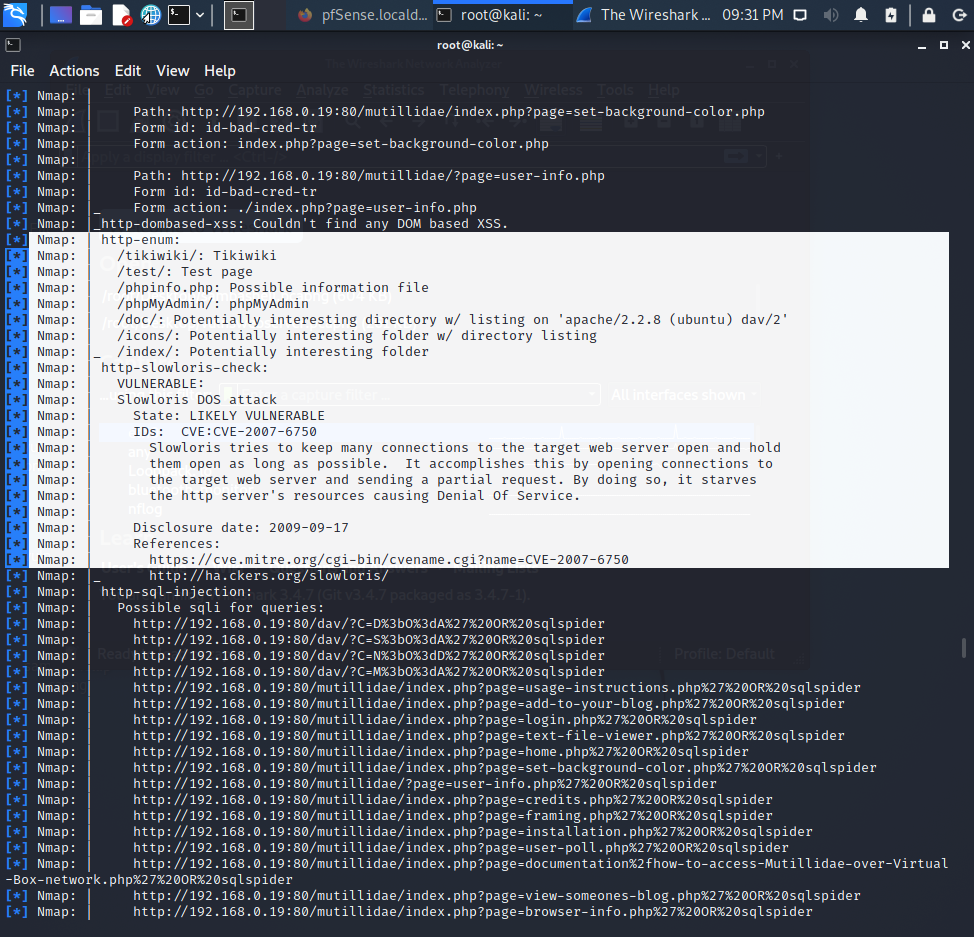 pfSense.locald...
root@kali: ~
The Wireshark ...
09:31 PM
root@kali: ~
File Actions Edit View Help
[*] Nmap: |
[*] Nmap: |     Path: http://192.168.0.19:80/mutillidae/index.php?page=set-background-color.php
[*] Nmap: |     Form id: id-bad-cred-tr
[*] Nmap: |     Form action: index.php?page=set-background-color.php
[*] Nmap: |
[*] Nmap: |     Path: http://192.168.0.19:80/mutillidae/?page=user-info.php
[*] Nmap: |     Form id: id-bad-cred-tr
[*] Nmap: |_    Form action: ./index.php?page=user-info.php
[*] Nmap: |_http-dombased-xss: Couldn't find any DOM based XSS.
[*] Nmap: | http-enum:
[*] Nmap: |   /tikiwiki/: Tikiwiki
[*] Nmap: |   /test/: Test page
[*] Nmap: |   /phpinfo.php: Possible information file
[*] Nmap: |   /phpMyAdmin/: phpMyAdmin
[*] Nmap: |   /doc/: Potentially interesting directory w/ listing on 'apache/2.2.8 (ubuntu) dav/2'
[*] Nmap: |   /icons/: Potentially interesting folder w/ directory listing
[*] Nmap: |_  /index/: Potentially interesting folder
[*] Nmap: | http-slowloris-check:
[*] Nmap: |   VULNERABLE:
[*] Nmap: |   Slowloris DOS attack
[*] Nmap: |     State: LIKELY VULNERABLE
[*] Nmap: |     IDs:  CVE:CVE-2007-6750
[*] Nmap: |       Slowloris tries to keep many connections to the target web server open and hold
[*] Nmap: |       them open as long as possible.  It accomplishes this by opening connections to
[*] Nmap: |       the target web server and sending a partial request. By doing so, it starves
[*] Nmap: |       the http server's resources causing Denial Of Service.
[*] Nmap: |
[*] Nmap: |     Disclosure date: 2009-09-17
[*] Nmap: |     References:
[*] Nmap: |       https://cve.mitre.org/cgi-bin/cvename.cgi?name=CVE-2007-6750
[*] Nmap: |_      http://ha.ckers.org/slowloris/
[*] Nmap: | http-sql-injection:
[*] Nmap: |   Possible sqli for queries:
[*] Nmap: |     http://192.168.0.19:80/dav/?C=D%3bO%3dA%27%20OR%20sqlspider
[*] Nmap: |     http://192.168.0.19:80/dav/?C=S%3bO%3dA%27%20OR%20sqlspider
[*] Nmap: |     http://192.168.0.19:80/dav/?C=N%3bO%3dD%27%20OR%20sqlspider
[*] Nmap: |     http://192.168.0.19:80/dav/?C=M%3bO%3dA%27%20OR%20sqlspider
[*] Nmap: |     http://192.168.0.19:80/mutillidae/index.php?page=usage-instructions.php%27%20OR%20sqlspider
[*] Nmap: |     http://192.168.0.19:80/mutillidae/index.php?page=add-to-your-blog.php%27%20OR%20sqlspider
[*] Nmap: |     http://192.168.0.19:80/mutillidae/index.php?page=login.php%27%20OR%20sqlspider
[*] Nmap: |     http://192.168.0.19:80/mutillidae/index.php?page=text-file-viewer.php%27%20OR%20sqlspider
[*] Nmap: |     http://192.168.0.19:80/mutillidae/index.php?page=home.php%27%20OR%20sqlspider
[*] Nmap: |     http://192.168.0.19:80/mutillidae/index.php?page=set-background-color.php%27%20OR%20sqlspider
[*] Nmap: |     http://192.168.0.19:80/mutillidae/?page=user-info.php%27%20OR%20sqlspider
[*] Nmap: |     http://192.168.0.19:80/mutillidae/index.php?page=credits.php%27%20OR%20sqlspider
[*] Nmap: |     http://192.168.0.19:80/mutillidae/index.php?page=framing.php%27%20OR%20sqlspider
[*] Nmap: |     http://192.168.0.19:80/mutillidae/index.php?page=installation.php%27%20OR%20sqlspider
[*] Nmap: |     http://192.168.0.19:80/mutillidae/index.php?page=user-poll.php%27%20OR%20sqlspider
[*] Nmap: |     http://192.168.0.19:80/mutillidae/index.php?page=documentation%2fhow-to-access-Mutillidae-over-Virtual
-Box-network.php%27%20OR%20sqlspider
[*] Nmap: |     http://192.168.0.19:80/mutillidae/index.php?page=view-someones-blog.php%27%20OR%20sqlspider
[*] Nmap: |     http://192.168.0.19:80/mutillidae/index.php?page=browser-info.php%27%20OR%20sqlspider